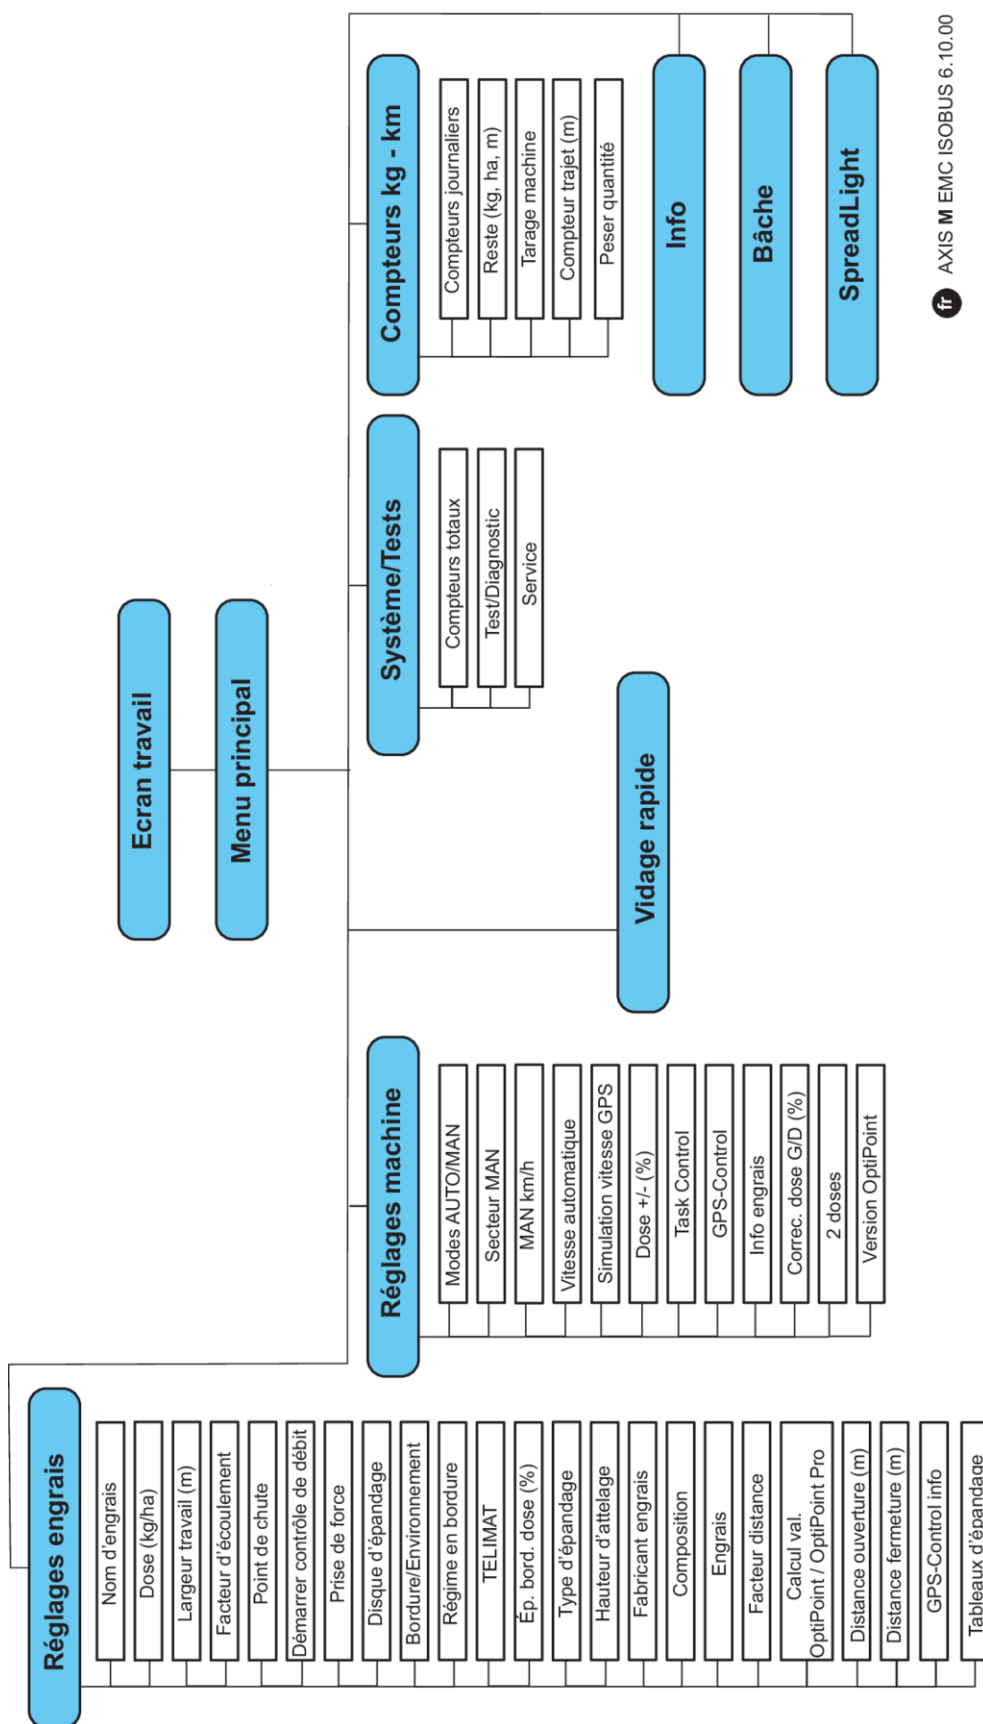 Ecran travail
Menu principal
Réglages engrais
Nom d'engrais
Dose (kg/ha)
Largeur travail (m)
Facteur d'écoulement
Point de chute
Démarrer contrôle de débit
Prise de force
Disque d'épandage
Bordure/Environnement
Régime en bordure
TELIMAT
Ép. bord. dose (%)
Type d'épandage
Hauteur d'attelage
Fabricant engrais
Composition
Engrais
Facteur distance
Calcul val.
OptiPoint / OptiPoint Pro
Distance ouverture (m)
Distance fermeture (m)
GPS-Control info
Tableaux d'épandage
Réglages machine
Modes AUTO/MAN
Secteur MAN
MAN km/h
Vitesse automatique
Simulation vitesse GPS
Dose +/- (%)
Task Control
GPS-Control
Info engrais
Correc. dose G/D (%)
2 doses
Version OptiPoint
Vidage rapide
Système/Tests
Compteurs totaux
Test/Diagnostic
Service
Compteurs kg - km
Compteurs journaliers
Reste (kg, ha, m)
Tarage machine
Compteur trajet (m)
Peser quantité
Info
Bâche
SpreadLight
fr AXIS M EMC ISOBUS 6.10.00